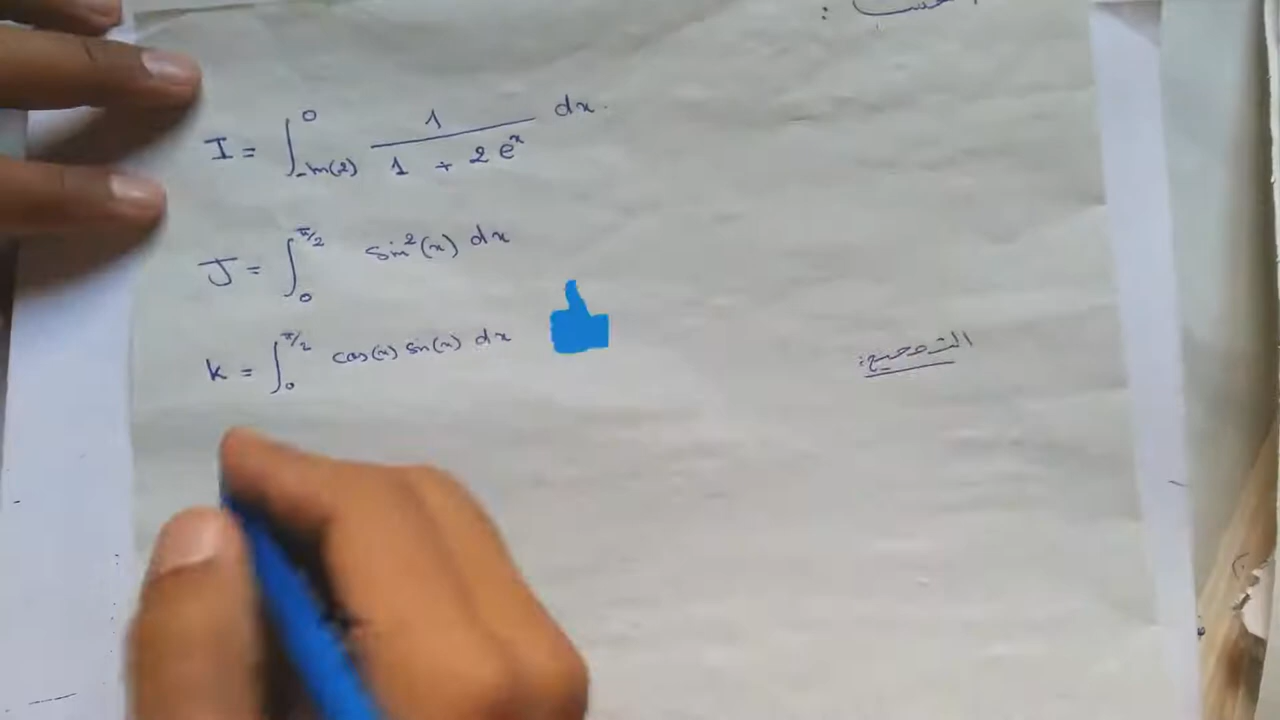 I = ∫_{-ln(2)}^{0} 1/(1 + 2e^x) dx.
J = ∫_{0}^{π/2} sin²(x) dx
K = ∫_{0}^{π/2} cos(x) sin(x) dx
التصحيح: